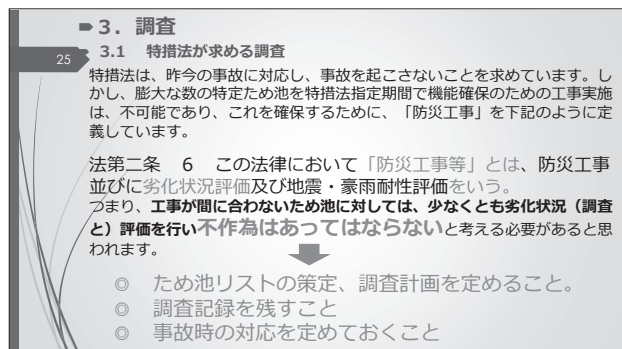 3．調査
25
3.1　特措法が求める調査
特措法は、昨今の事故に対応し、事故を起こさないことを求めています。し
かし、膨大な数の特定ため池を特措法指定期間で機能確保のための工事実施
は、不可能であり、これを確保するために、「防災工事」を下記のように定
義しています。
法第二条　6　この法律において「防災工事等」とは、防災工事
並びに劣化状況評価及び地震・豪雨耐性評価をいう。
つまり、工事が間に合わないため池に対しては、少なくとも劣化状況（調査
と）評価を行い不作為はあってはならないと考える必要があると思
われます。
◎　ため池リストの策定、調査計画を定めること。
◎　調査記録を残すこと
◎　事故時の対応を定めておくこと